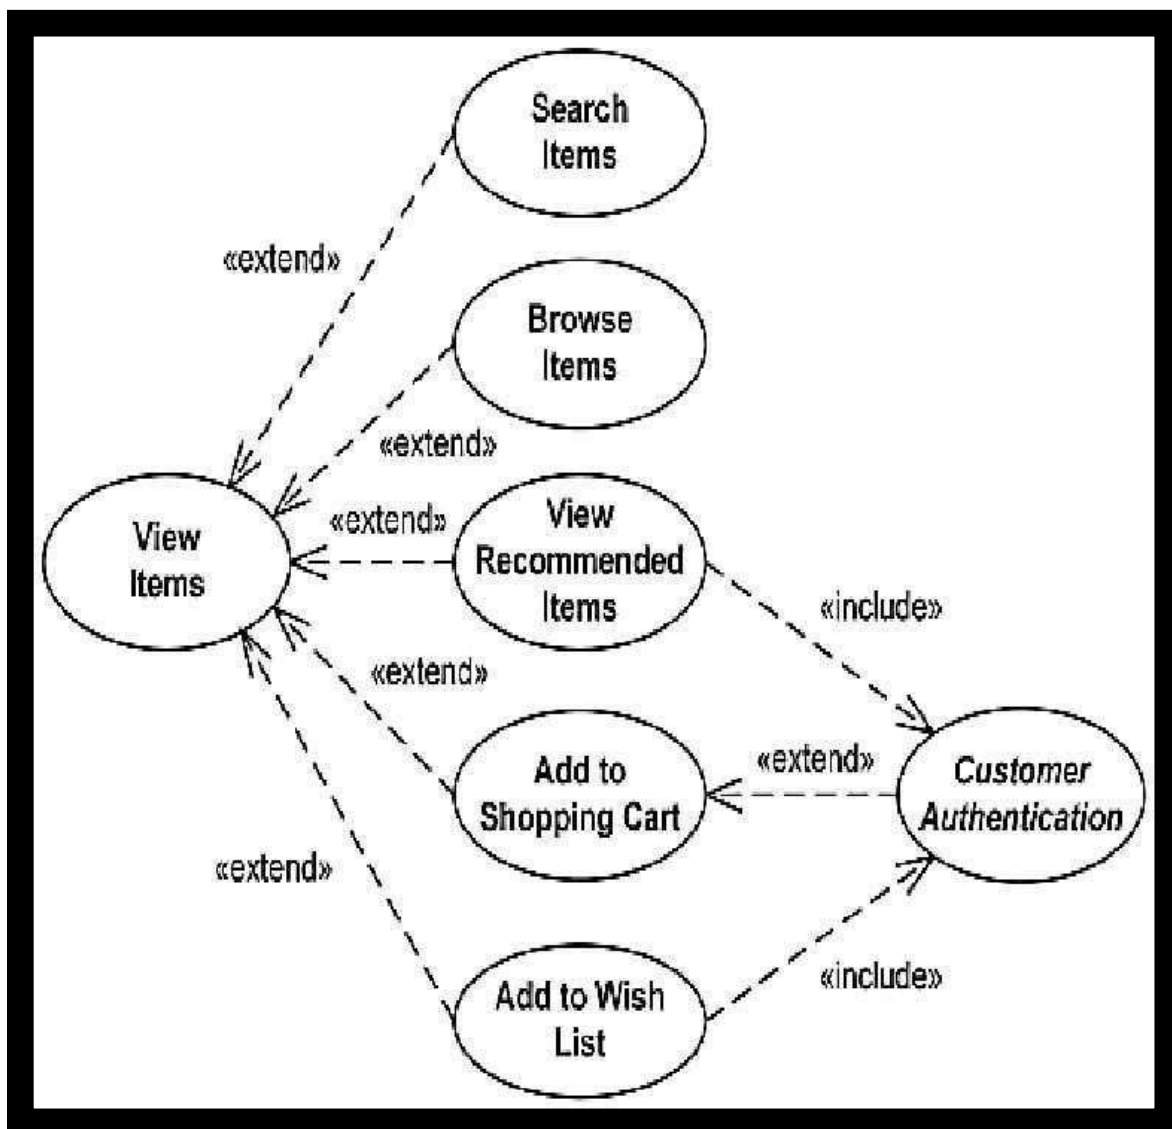 Search
Items
«extend»
Browse
Items
«extend»
View
Items
«extend»
View
Recommended
Items
«include»
«extend»
Add to
Shopping Cart
«extend»
Customer
Authentication
«extend»
Add to Wish
List
«include»